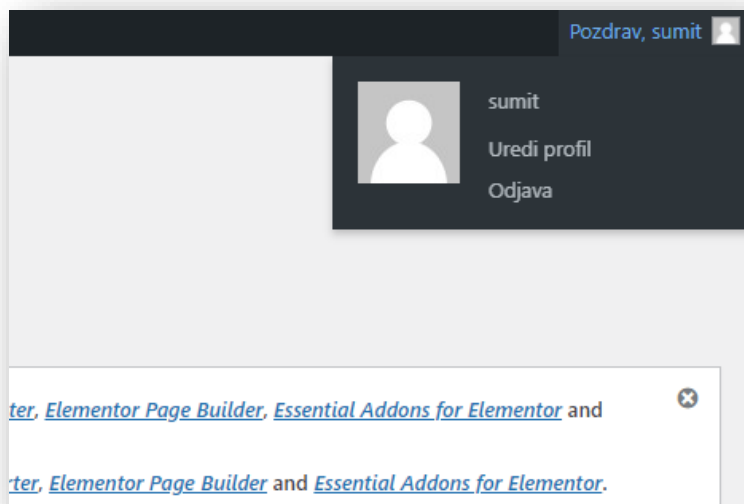 Pozdrav, sumit
sumit
Uredi profil
Odjava
ter, Elementor Page Builder, Essential Addons for Elementor and
rter, Elementor Page Builder and Essential Addons for Elementor.